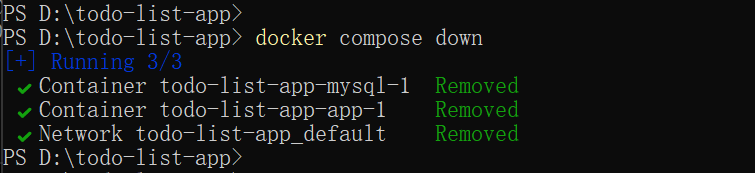 PS D:\todo-list-app>
PS D:\todo-list-app> docker compose down
[+] Running 3/3
✔ Container todo-list-app-mysql-1 Removed
✔ Container todo-list-app-app-1 Removed
✔ Network todo-list-app_default Removed
PS D:\todo-list-app>